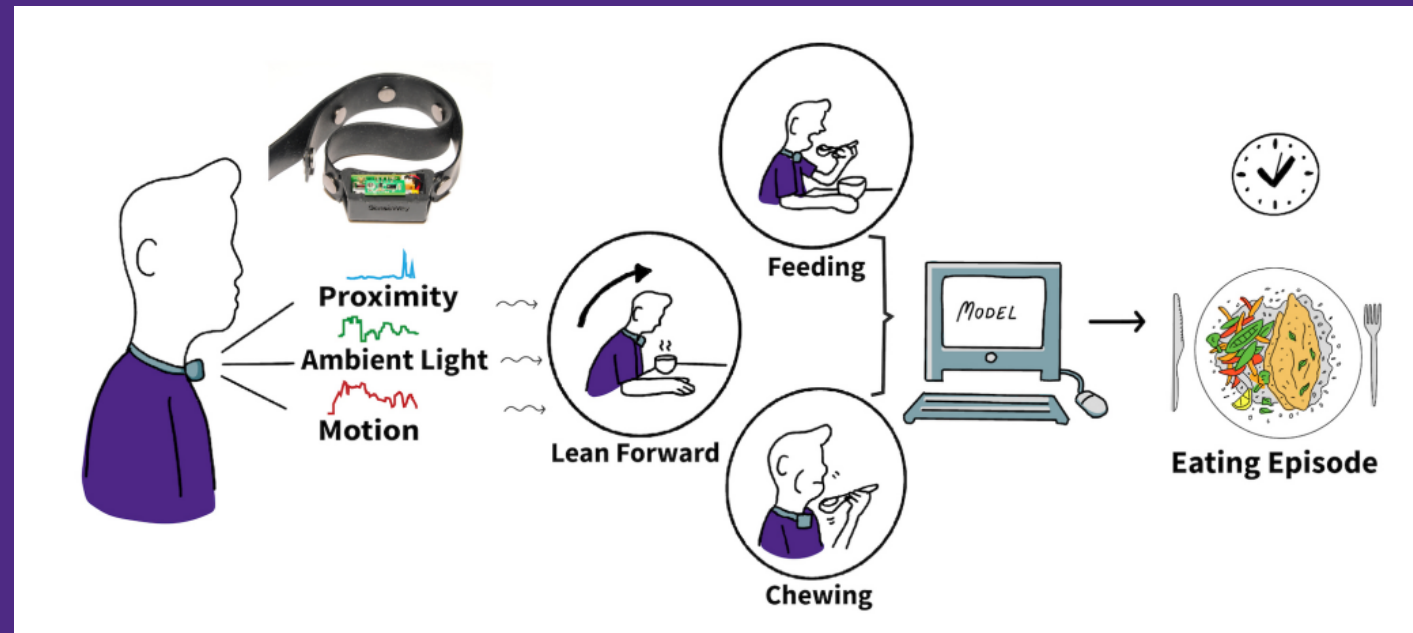 Proximity
Ambient Light
Motion
Lean Forward
Feeding
Chewing
MODEL
Eating Episode